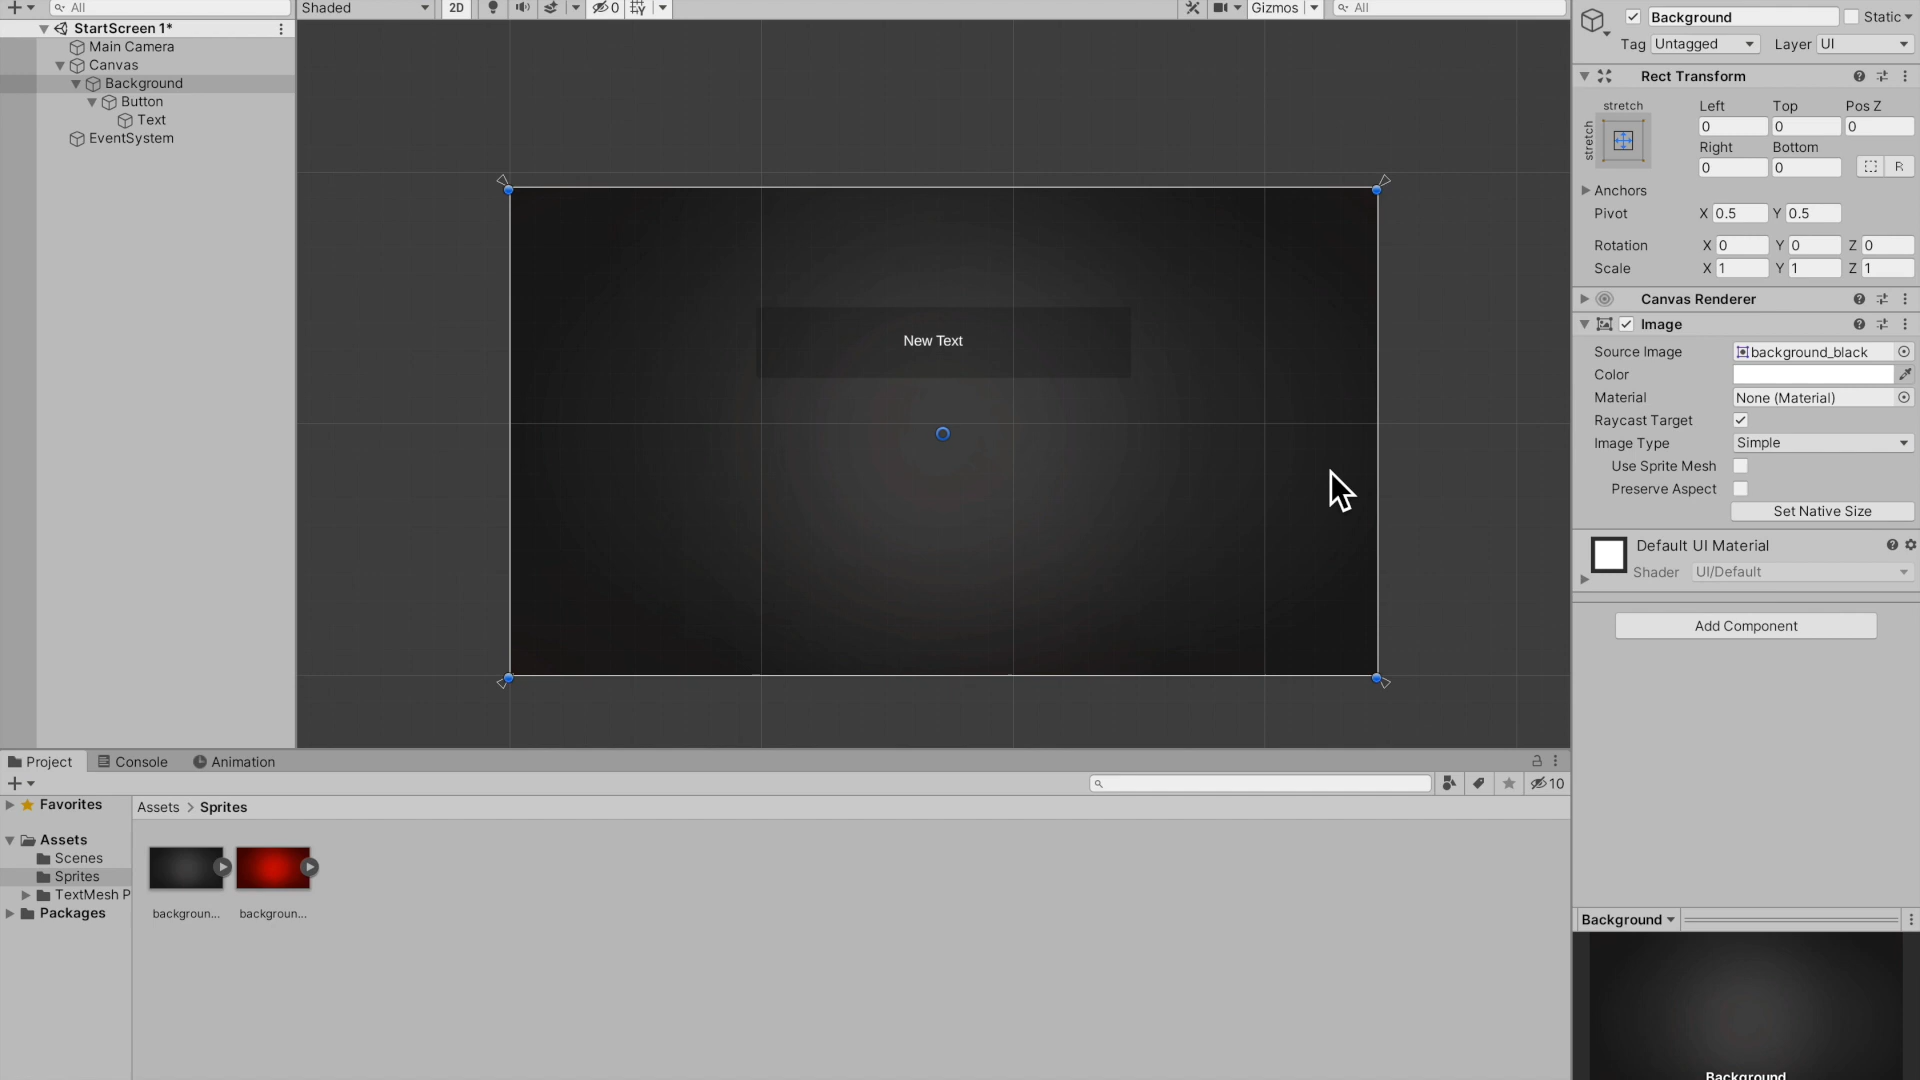 All
StartScreen 1*
Main Camera
Canvas
Background
Button
Text
EventSystem
Shaded
2D
0
Gizmos
All
New Text
Background
Static
Tag
Untagged
Layer
UI
Rect Transform
stretch
stretch
Left
Top
Pos Z
0
0
0
Right
Bottom
0
0
R
Anchors
Pivot
X 0.5
Y 0.5
Rotation
X 0
Y 0
Z 0
Scale
X 1
Y 1
Z 1
Canvas Renderer
Image
Source Image
background_black
Color
Material
None (Material)
Raycast Target
Image Type
Simple
Use Sprite Mesh
Preserve Aspect
Set Native Size
Default UI Material
Shader
UI/Default
Add Component
Background
Background
Project
Console
Animation
10
Favorites
Assets
Scenes
Sprites
TextMesh P
Packages
Assets > Sprites
backgroun...
backgroun...